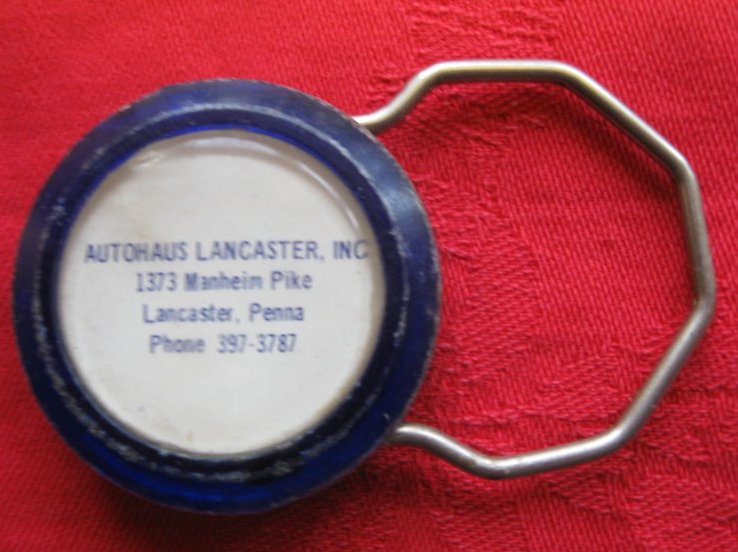 AUTOHAUS LANCASTER, INC
1373 Manheim Pike
Lancaster, Penna
Phone 397-3787